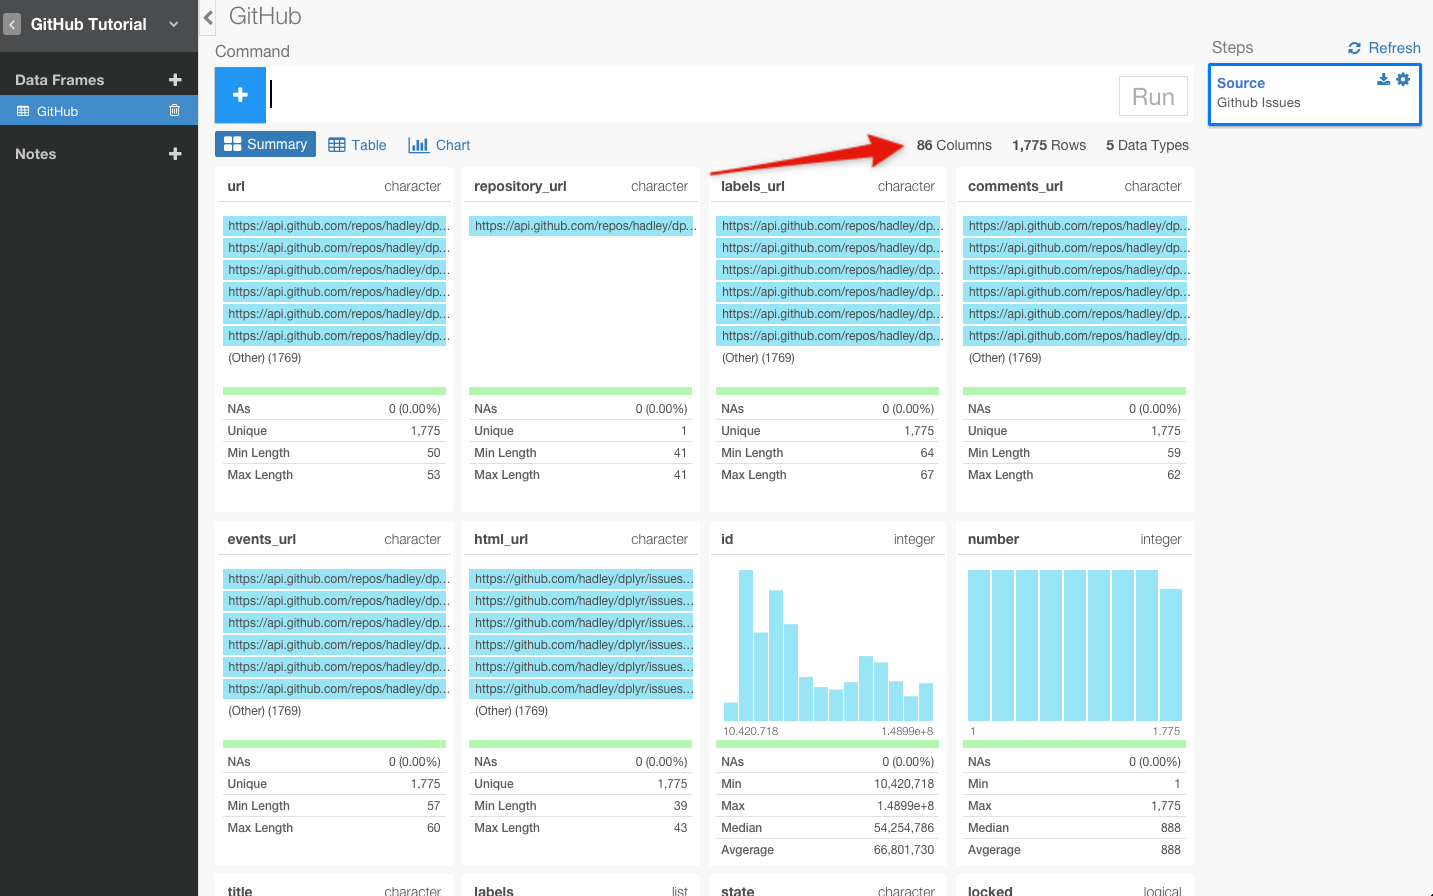 GitHub Tutorial
Data Frames
GitHub
Notes
GitHub
Command
Run
Summary Table Chart
86 Columns 1,775 Rows 5 Data Types
Steps Refresh
Source
Github Issues
url character
https://api.github.com/repos/hadley/dp...
https://api.github.com/repos/hadley/dp...
https://api.github.com/repos/hadley/dp...
https://api.github.com/repos/hadley/dp...
https://api.github.com/repos/hadley/dp...
https://api.github.com/repos/hadley/dp...
(Other) (1769)
NAs 0 (0.00%)
Unique 1,775
Min Length 50
Max Length 53
repository_url character
https://api.github.com/repos/hadley/dp...
NAs 0 (0.00%)
Unique 1
Min Length 41
Max Length 41
labels_url character
https://api.github.com/repos/hadley/dp...
https://api.github.com/repos/hadley/dp...
https://api.github.com/repos/hadley/dp...
https://api.github.com/repos/hadley/dp...
https://api.github.com/repos/hadley/dp...
https://api.github.com/repos/hadley/dp...
(Other) (1769)
NAs 0 (0.00%)
Unique 1,775
Min Length 64
Max Length 67
comments_url character
https://api.github.com/repos/hadley/dp...
https://api.github.com/repos/hadley/dp...
https://api.github.com/repos/hadley/dp...
https://api.github.com/repos/hadley/dp...
https://api.github.com/repos/hadley/dp...
https://api.github.com/repos/hadley/dp...
(Other) (1769)
NAs 0 (0.00%)
Unique 1,775
Min Length 59
Max Length 62
events_url character
https://api.github.com/repos/hadley/dp...
https://api.github.com/repos/hadley/dp...
https://api.github.com/repos/hadley/dp...
https://api.github.com/repos/hadley/dp...
https://api.github.com/repos/hadley/dp...
https://api.github.com/repos/hadley/dp...
(Other) (1769)
NAs 0 (0.00%)
Unique 1,775
Min Length 57
Max Length 60
html_url character
https://github.com/hadley/dplyr/issues...
https://github.com/hadley/dplyr/issues...
https://github.com/hadley/dplyr/issues...
https://github.com/hadley/dplyr/issues...
https://github.com/hadley/dplyr/issues...
https://github.com/hadley/dplyr/issues...
(Other) (1769)
NAs 0 (0.00%)
Unique 1,775
Min Length 39
Max Length 43
id integer
10.420.718 1.4899e+8
NAs 0 (0.00%)
Min 10,420,718
Max 1.4899e+8
Median 54,254,786
Avgerage 66,801,730
number integer
1 1.775
NAs 0 (0.00%)
Min 1
Max 1,775
Median 888
Avgerage 888
title character
labels list
state character
locked logical